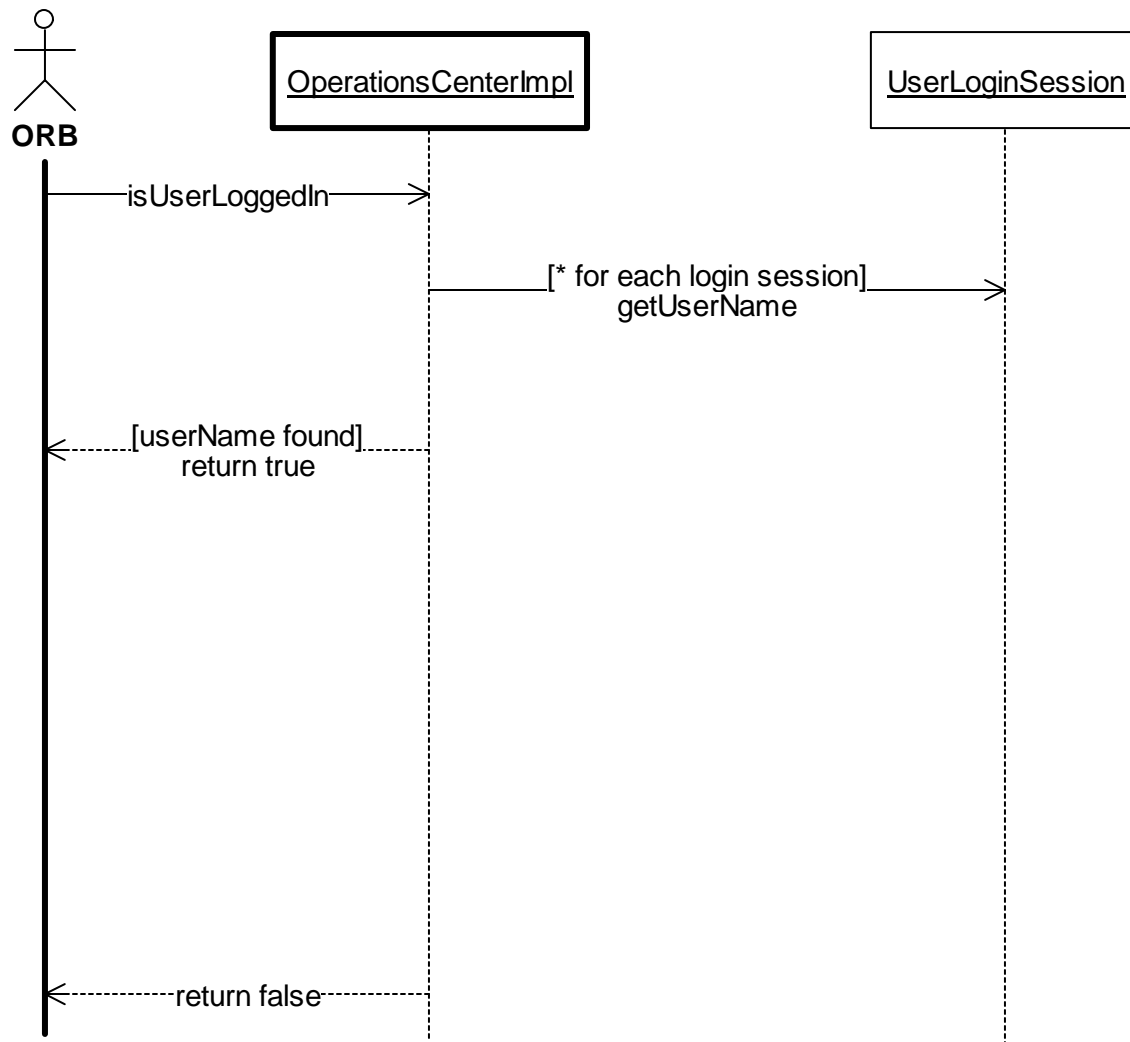 ORB
OperationsCenterImpl
UserLoginSession
isUserLoggedIn
[* for each login session]
getUserName
[userName found]
return true
return false